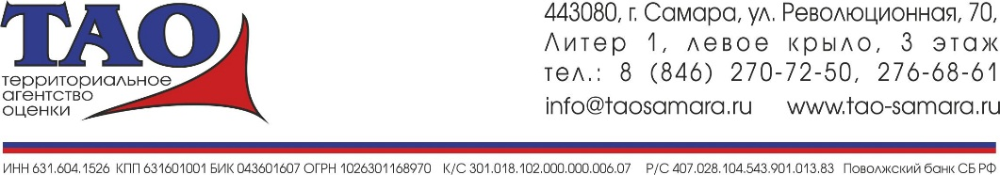 ТАО
территориальное
агентство
оценки
443080, г. Самара, ул. Революционная, 70,
Литер 1, левое крыло, 3 этаж
тел.: 8 (846) 270-72-50, 276-68-61
info@taosamara.ru www.tao-samara.ru
ИНН 631.604.1526 КПП 631601001 БИК 043601607 ОГРН 1026301168970 К/С 301.018.102.000.000.006.07 Р/С 407.028.104.543.901.013.83 Поволжский банк СБ РФ